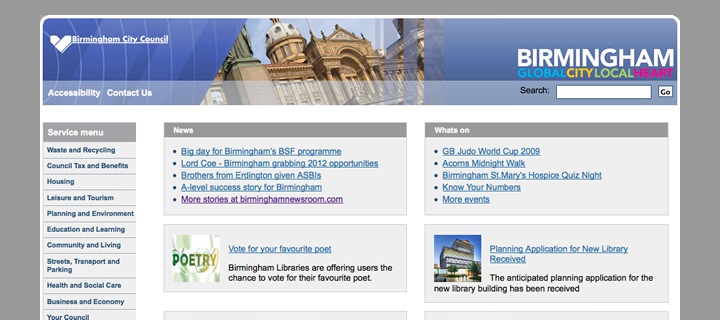 Birmingham City Council
BIRMINGHAM
GLOBALCITYLOCALHEART
Accessibility Contact Us
Search: Go
Service menu
Waste and Recycling
Council Tax and Benefits
Housing
Leisure and Tourism
Planning and Environment
Education and Learning
Community and Living
Streets, Transport and
Parking
Health and Social Care
Business and Economy
Your Council
News
Big day for Birmingham's BSF programme
Lord Coe - Birmingham grabbing 2012 opportunities
Brothers from Erdington given ASBIs
A-level success story for Birmingham
More stories at birminghamnewsroom.com
Whats on
GB Judo World Cup 2009
Acorns Midnight Walk
Birmingham St.Mary's Hospice Quiz Night
Know Your Numbers
More events
POETRY
Vote for your favourite poet
Birmingham Libraries are offering users the
chance to vote for their favourite poet.
Planning Application for New Library
Received
The anticipated planning application for the
new library building has been received